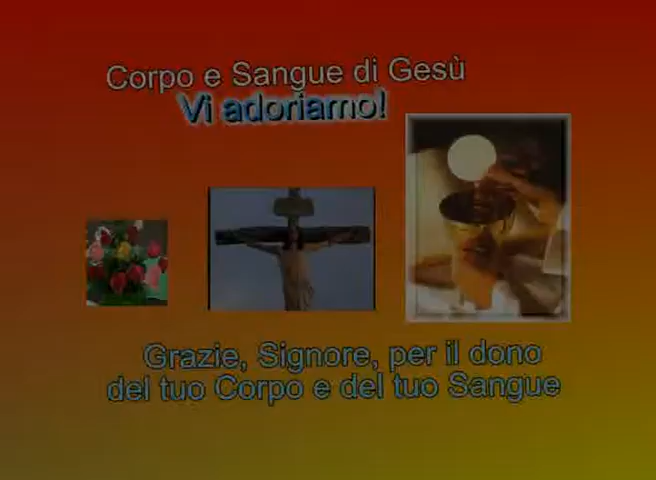 Corpo e Sangue di Gesù
Vi adoriamo!
Grazie, Signore, per il dono
del tuo Corpo e del tuo Sangue